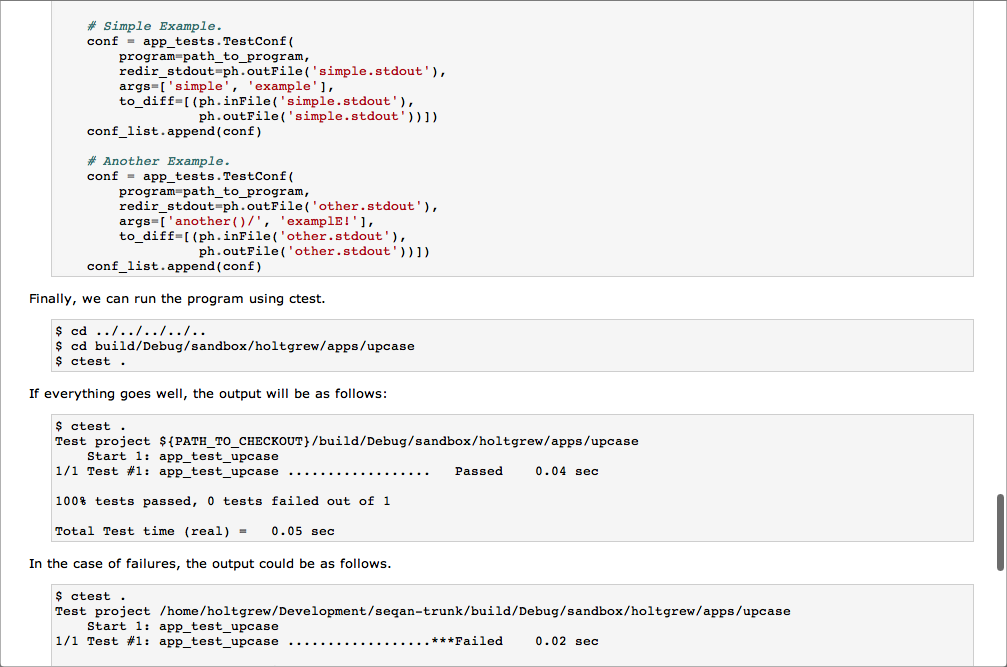 # Simple Example.
conf = app_tests.TestConf(
program=path_to_program,
redir_stdout=ph.outFile('simple.stdout'),
args=['simple', 'example'],
to_diff=[(ph.inFile('simple.stdout'),
ph.outFile('simple.stdout'))])
conf_list.append(conf)
# Another Example.
conf = app_tests.TestConf(
program=path_to_program,
redir_stdout=ph.outFile('other.stdout'),
args=['another()/', 'examplE!'],
to_diff=[(ph.inFile('other.stdout'),
ph.outFile('other.stdout'))])
conf_list.append(conf)
Finally, we can run the program using ctest.
$ cd ../../../../..
$ cd build/Debug/sandbox/holtgrew/apps/upcase
$ ctest .
If everything goes well, the output will be as follows:
$ ctest .
Test project ${PATH_TO_CHECKOUT}/build/Debug/sandbox/holtgrew/apps/upcase
Start 1: app_test_upcase
1/1 Test #1: app_test_upcase ..................   Passed    0.04 sec
100% tests passed, 0 tests failed out of 1
Total Test time (real) =   0.05 sec
In the case of failures, the output could be as follows.
$ ctest .
Test project /home/holtgrew/Development/seqan-trunk/build/Debug/sandbox/holtgrew/apps/upcase
Start 1: app_test_upcase
1/1 Test #1: app_test_upcase ..................***Failed    0.02 sec